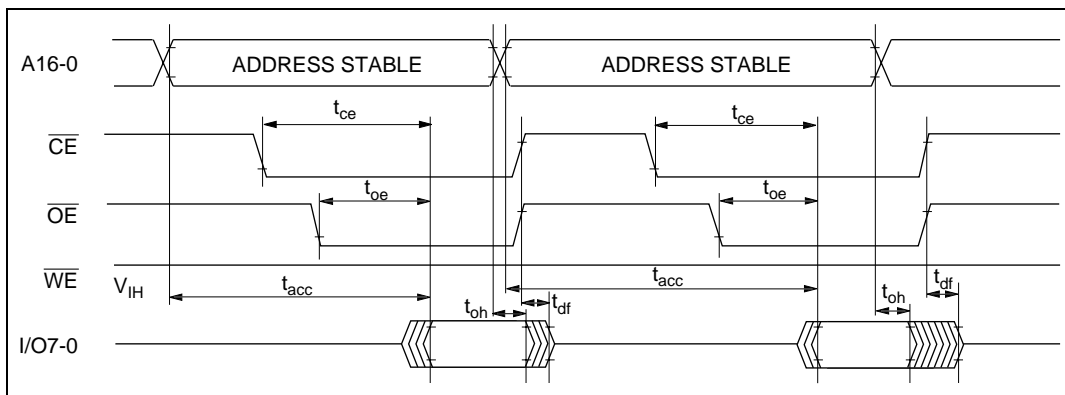 A16-0 ADDRESS STABLE ADDRESS STABLE
tce tce
CE
toe toe
OE
WE VIH tacc tacc
toh tdf toh tdf
I/O7-0